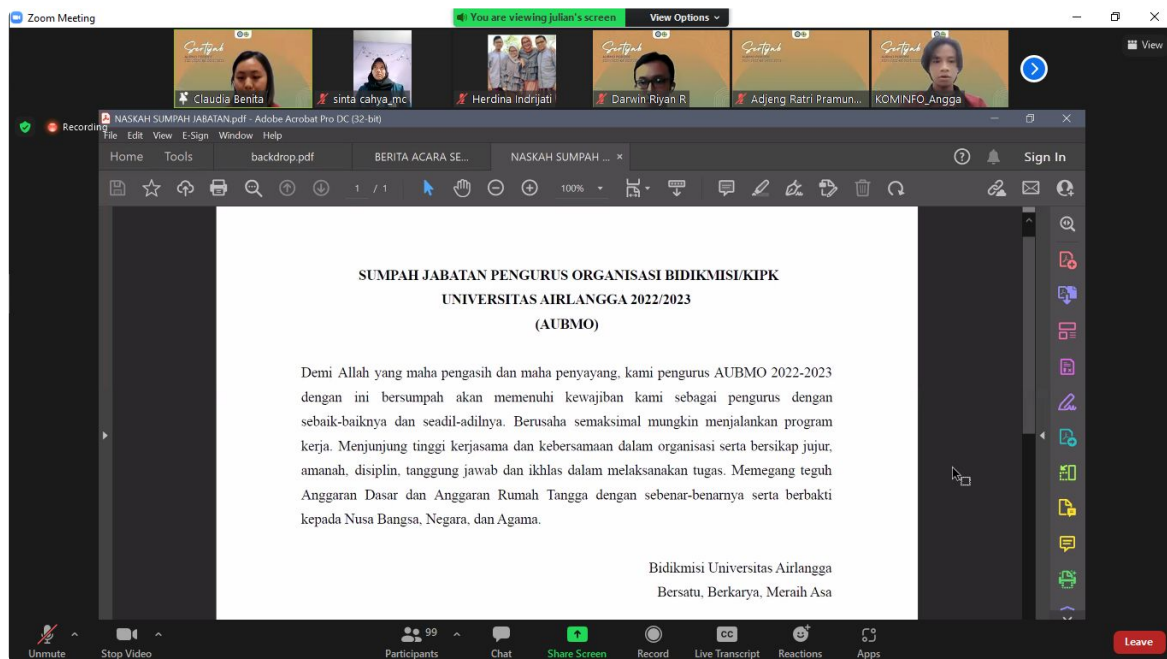 Zoom Meeting
You are viewing julian's screen
View Options
View
Sertijab
Sertijab
Sertijab
Sertijab
Claudia Benita
sinta cahya_mc
Herdina Indrijati
Darwin Riyan R
Adjeng Ratri Pramun...
KOMINFO_Angga
Recording
NASKAH SUMPAH JABATAN.pdf - Adobe Acrobat Pro DC (32-bit)
File Edit View E-Sign Window Help
Home Tools backdrop.pdf BERITA ACARA SE... NASKAH SUMPAH ... × Sign In
1 / 1 100%
SUMPAH JABATAN PENGURUS ORGANISASI BIDIKMISI/KIPK
UNIVERSITAS AIRLANGGA 2022/2023
(AUBMO)
Demi Allah yang maha pengasih dan maha penyayang, kami pengurus AUBMO 2022-2023
dengan ini bersumpah akan memenuhi kewajiban kami sebagai pengurus dengan
sebaik-baiknya dan seadil-adilnya. Berusaha semaksimal mungkin menjalankan program
kerja. Menjunjung tinggi kerjasama dan kebersamaan dalam organisasi serta bersikap jujur,
amanah, disiplin, tanggung jawab dan ikhlas dalam melaksanakan tugas. Memegang teguh
Anggaran Dasar dan Anggaran Rumah Tangga dengan sebenar-benarnya serta berbakti
kepada Nusa Bangsa, Negara, dan Agama.
Bidikmisi Universitas Airlangga
Bersatu, Berkarya, Meraih Asa
Unmute
Stop Video
99
Participants
Chat
Share Screen
Record
CC
Live Transcript
Reactions
Apps
Leave